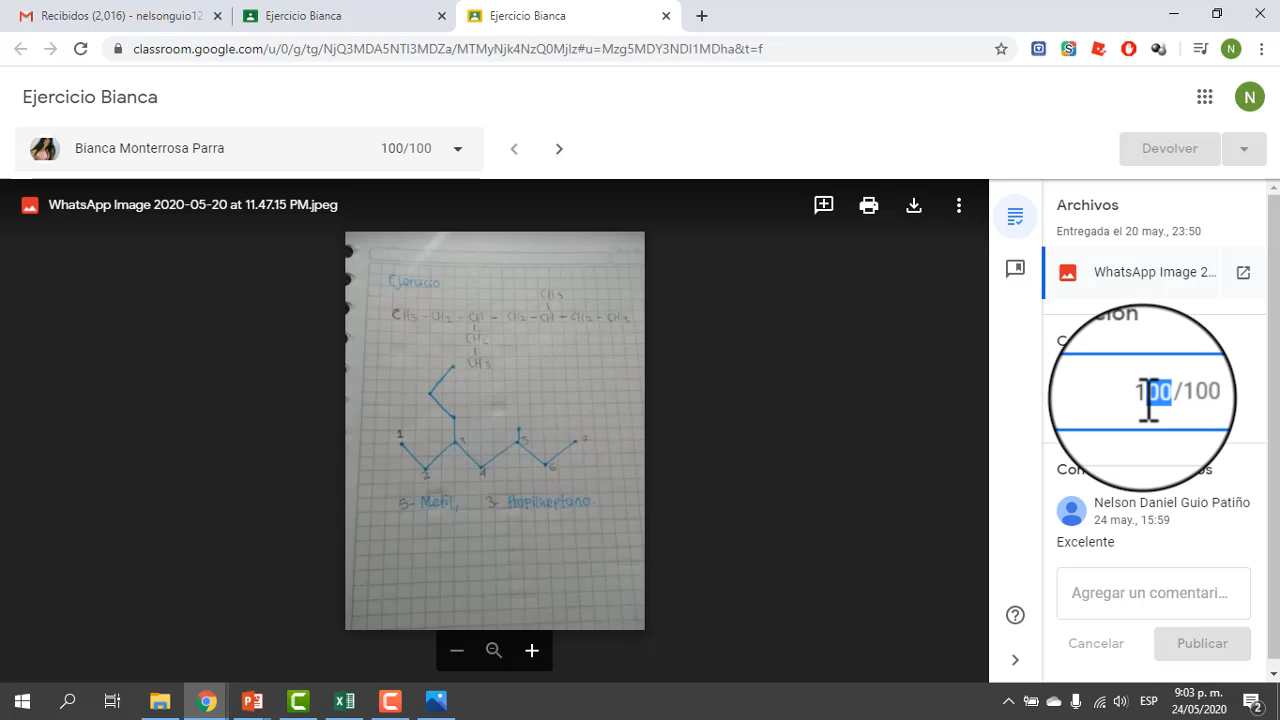 Recibidos (2,016) - nelsonguio12
Ejercicio Bianca
Ejercicio Bianca
classroom.google.com/u/0/g/tg/NjQ3MDA5NTI3MDZa/MTMyNjk4NzQ0Mjlz#u=Mzg5MDY3NDI1MDha&t=f
N
Ejercicio Bianca
N
Bianca Monterrosa Parra
100/100
Devolver
WhatsApp Image 2020-05-20 at 11.47.15 PM.jpeg
Archivos
Entregada el 20 may., 23:50
WhatsApp Image 2...
Ejercicio
CH3
CH3 - CH2 - CH - CH2 - CH - CH2 - CH3
CH2
CH3
1
3
5
7
2
4
6
5- Metil, 3- Propilheptano.
100/100
Nelson Daniel Guio Patiño
24 may., 15:59
Excelente
Agregar un comentari...
Cancelar
Publicar
ESP
9:03 p. m.
24/05/2020
2